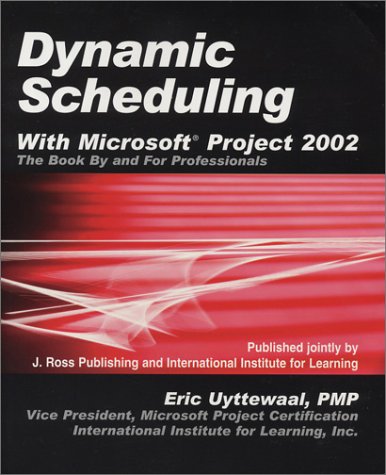 Dynamic
Scheduling
With Microsoft® Project 2002
The Book By and For Professionals
Published jointly by
J. Ross Publishing and International Institute for Learning
Eric Uyttewaal, PMP
Vice President, Microsoft Project Certification
International Institute for Learning, Inc.